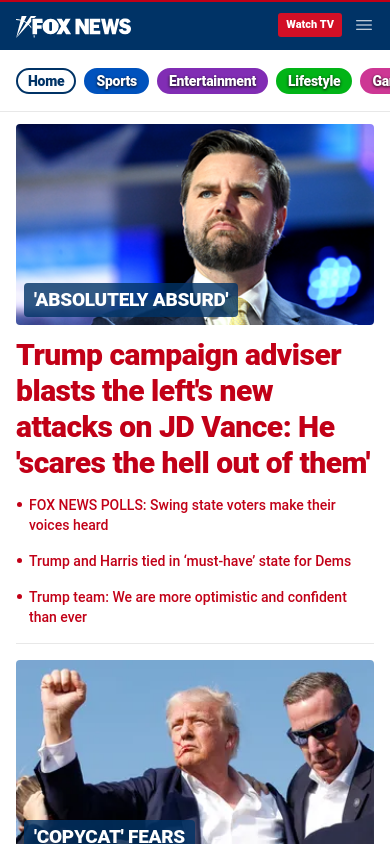 FOX NEWS
Watch TV
Home
Sports
Entertainment
Lifestyle
'ABSOLUTELY ABSURD'
Trump campaign adviser
blasts the left's new
attacks on JD Vance: He
'scares the hell out of them'
• FOX NEWS POLLS: Swing state voters make their
voices heard
• Trump and Harris tied in ‘must-have’ state for Dems
• Trump team: We are more optimistic and confident
than ever
'COPYCAT' FEARS